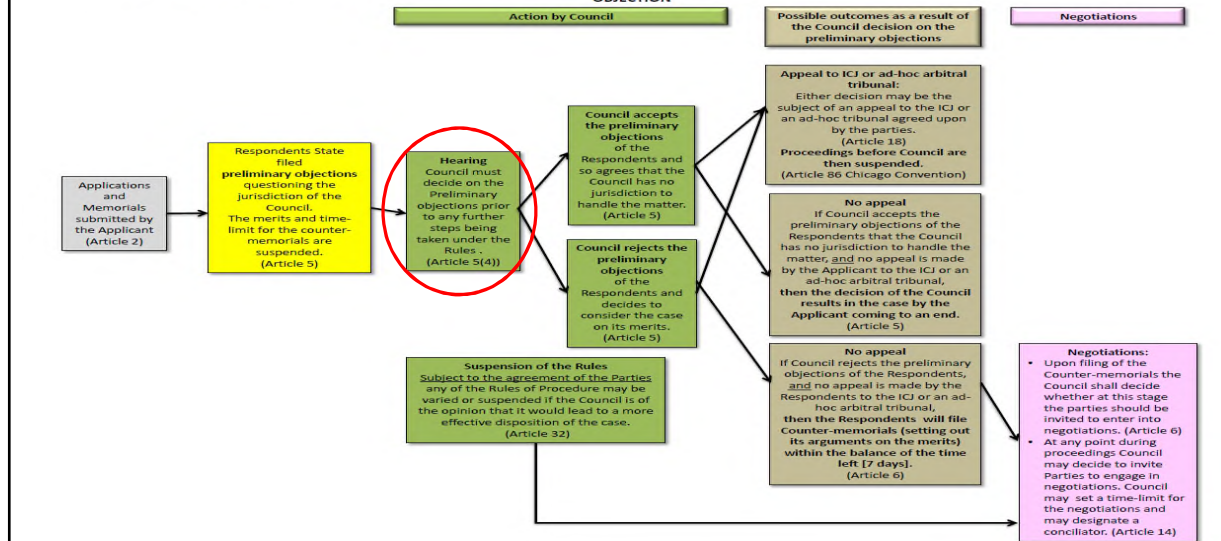 OBJECTION
Action by Council
Possible outcomes as a result of
the Council decision on the
preliminary objections
Negotiations
Applications
and
Memorials
submitted by
the Applicant
(Article 2)
Respondents State
filed
preliminary objections
questioning the
jurisdiction of the
Council.
The merits and time-
limit for the counter-
memorials are
suspended.
(Article 5)
Hearing
Council must
decide on the
Preliminary
objections prior
to any further
steps being
taken under the
Rules .
(Article 5(4))
Council accepts
the preliminary
objections
of the
Respondents and
so agrees that the
Council has no
jurisdiction to
handle the matter.
(Article 5)
Council rejects the
preliminary
objections
of the
Respondents and
decides to
consider the case
on its merits.
(Article 5)
Suspension of the Rules
Subject to the agreement of the Parties
any of the Rules of Procedure may be
varied or suspended if the Council is of
the opinion that it would lead to a more
effective disposition of the case.
(Article 32)
Appeal to ICJ or ad-hoc arbitral
tribunal:
Either decision may be the
subject of an appeal to the ICJ or
an ad-hoc tribunal agreed upon
by the parties.
(Article 18)
Proceedings before Council are
then suspended.
(Article 86 Chicago Convention)
No appeal
If Council accepts the
preliminary objections of the
Respondents that the Council
has no jurisdiction to handle the
matter, and no appeal is made
by the Applicant to the ICJ or an
ad-hoc arbitral tribunal,
then the decision of the Council
results in the case by the
Applicant coming to an end.
(Article 5)
No appeal
If Council rejects the preliminary
objections of the Respondents,
and no appeal is made by the
Respondents to the ICJ or an ad-
hoc arbitral tribunal,
then the Respondents will file
Counter-memorials (setting out
its arguments on the merits)
within the balance of the time
left [7 days].
(Article 6)
Negotiations:
• Upon filing of the
Counter-memorials the
Council shall decide
whether at this stage
the parties should be
invited to enter into
negotiations. (Article 6)
• At any point during
proceedings Council
may decide to invite
Parties to engage in
negotiations. Council
may set a time-limit for
the negotiations and
may designate a
conciliator. (Article 14)